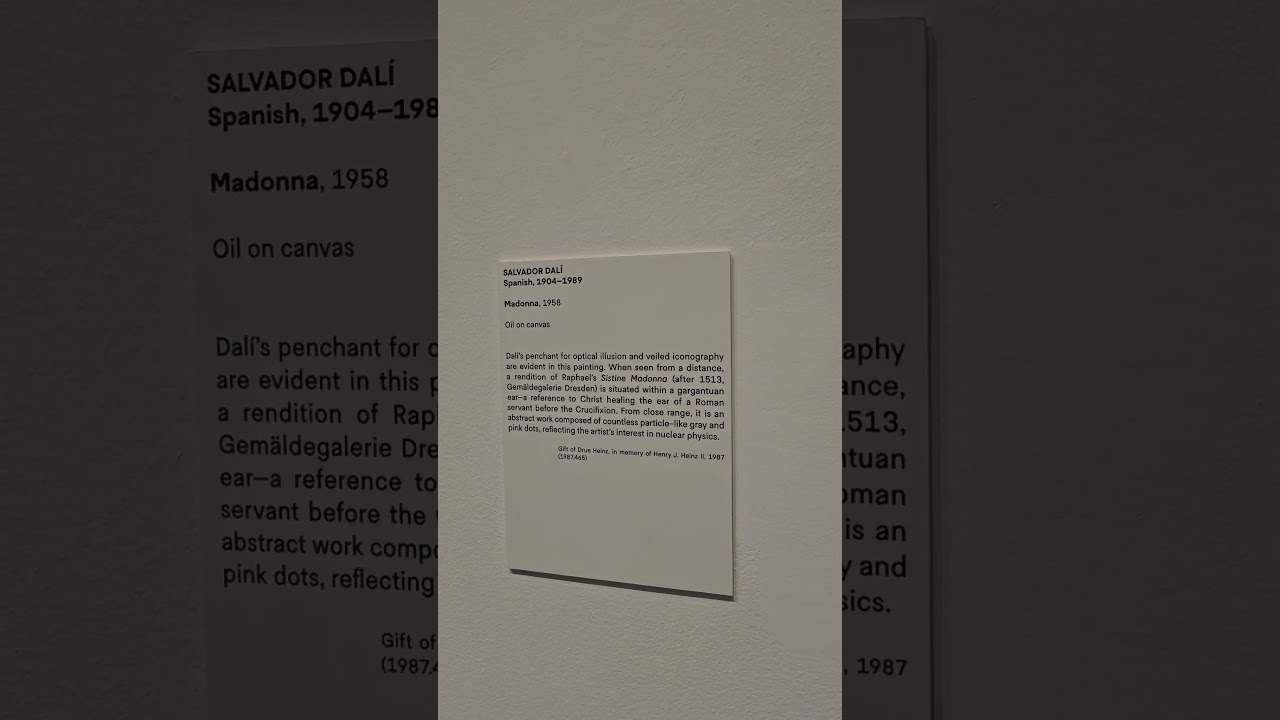 SALVADOR DALÍ
Spanish, 1904–1989
Madonna, 1958
Oil on canvas
Dalí's penchant for optical illusion and veiled iconography
are evident in this painting. When seen from a distance,
a rendition of Raphael's Sistine Madonna (after 1513,
Gemäldegalerie Dresden) is situated within a gargantuan
ear—a reference to Christ healing the ear of a Roman
servant before the Crucifixion. From close range, it is an
abstract work composed of countless particle-like gray and
pink dots, reflecting the artist's interest in nuclear physics.
Gift of Drue Heinz, in memory of Henry J. Heinz II, 1987
(1987.465)